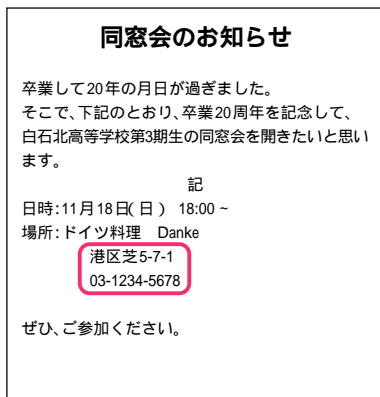 同窓会のお知らせ
卒業して20年の月日が過ぎました。
そこで、下記のとおり、卒業20周年を記念して、
白石北高等学校第3期生の同窓会を開きたいと思い
ます。
記
日時:11月18日(日) 18:00~
場所:ドイツ料理 Danke
港区芝5-7-1
03-1234-5678
ぜひ、ご参加ください。